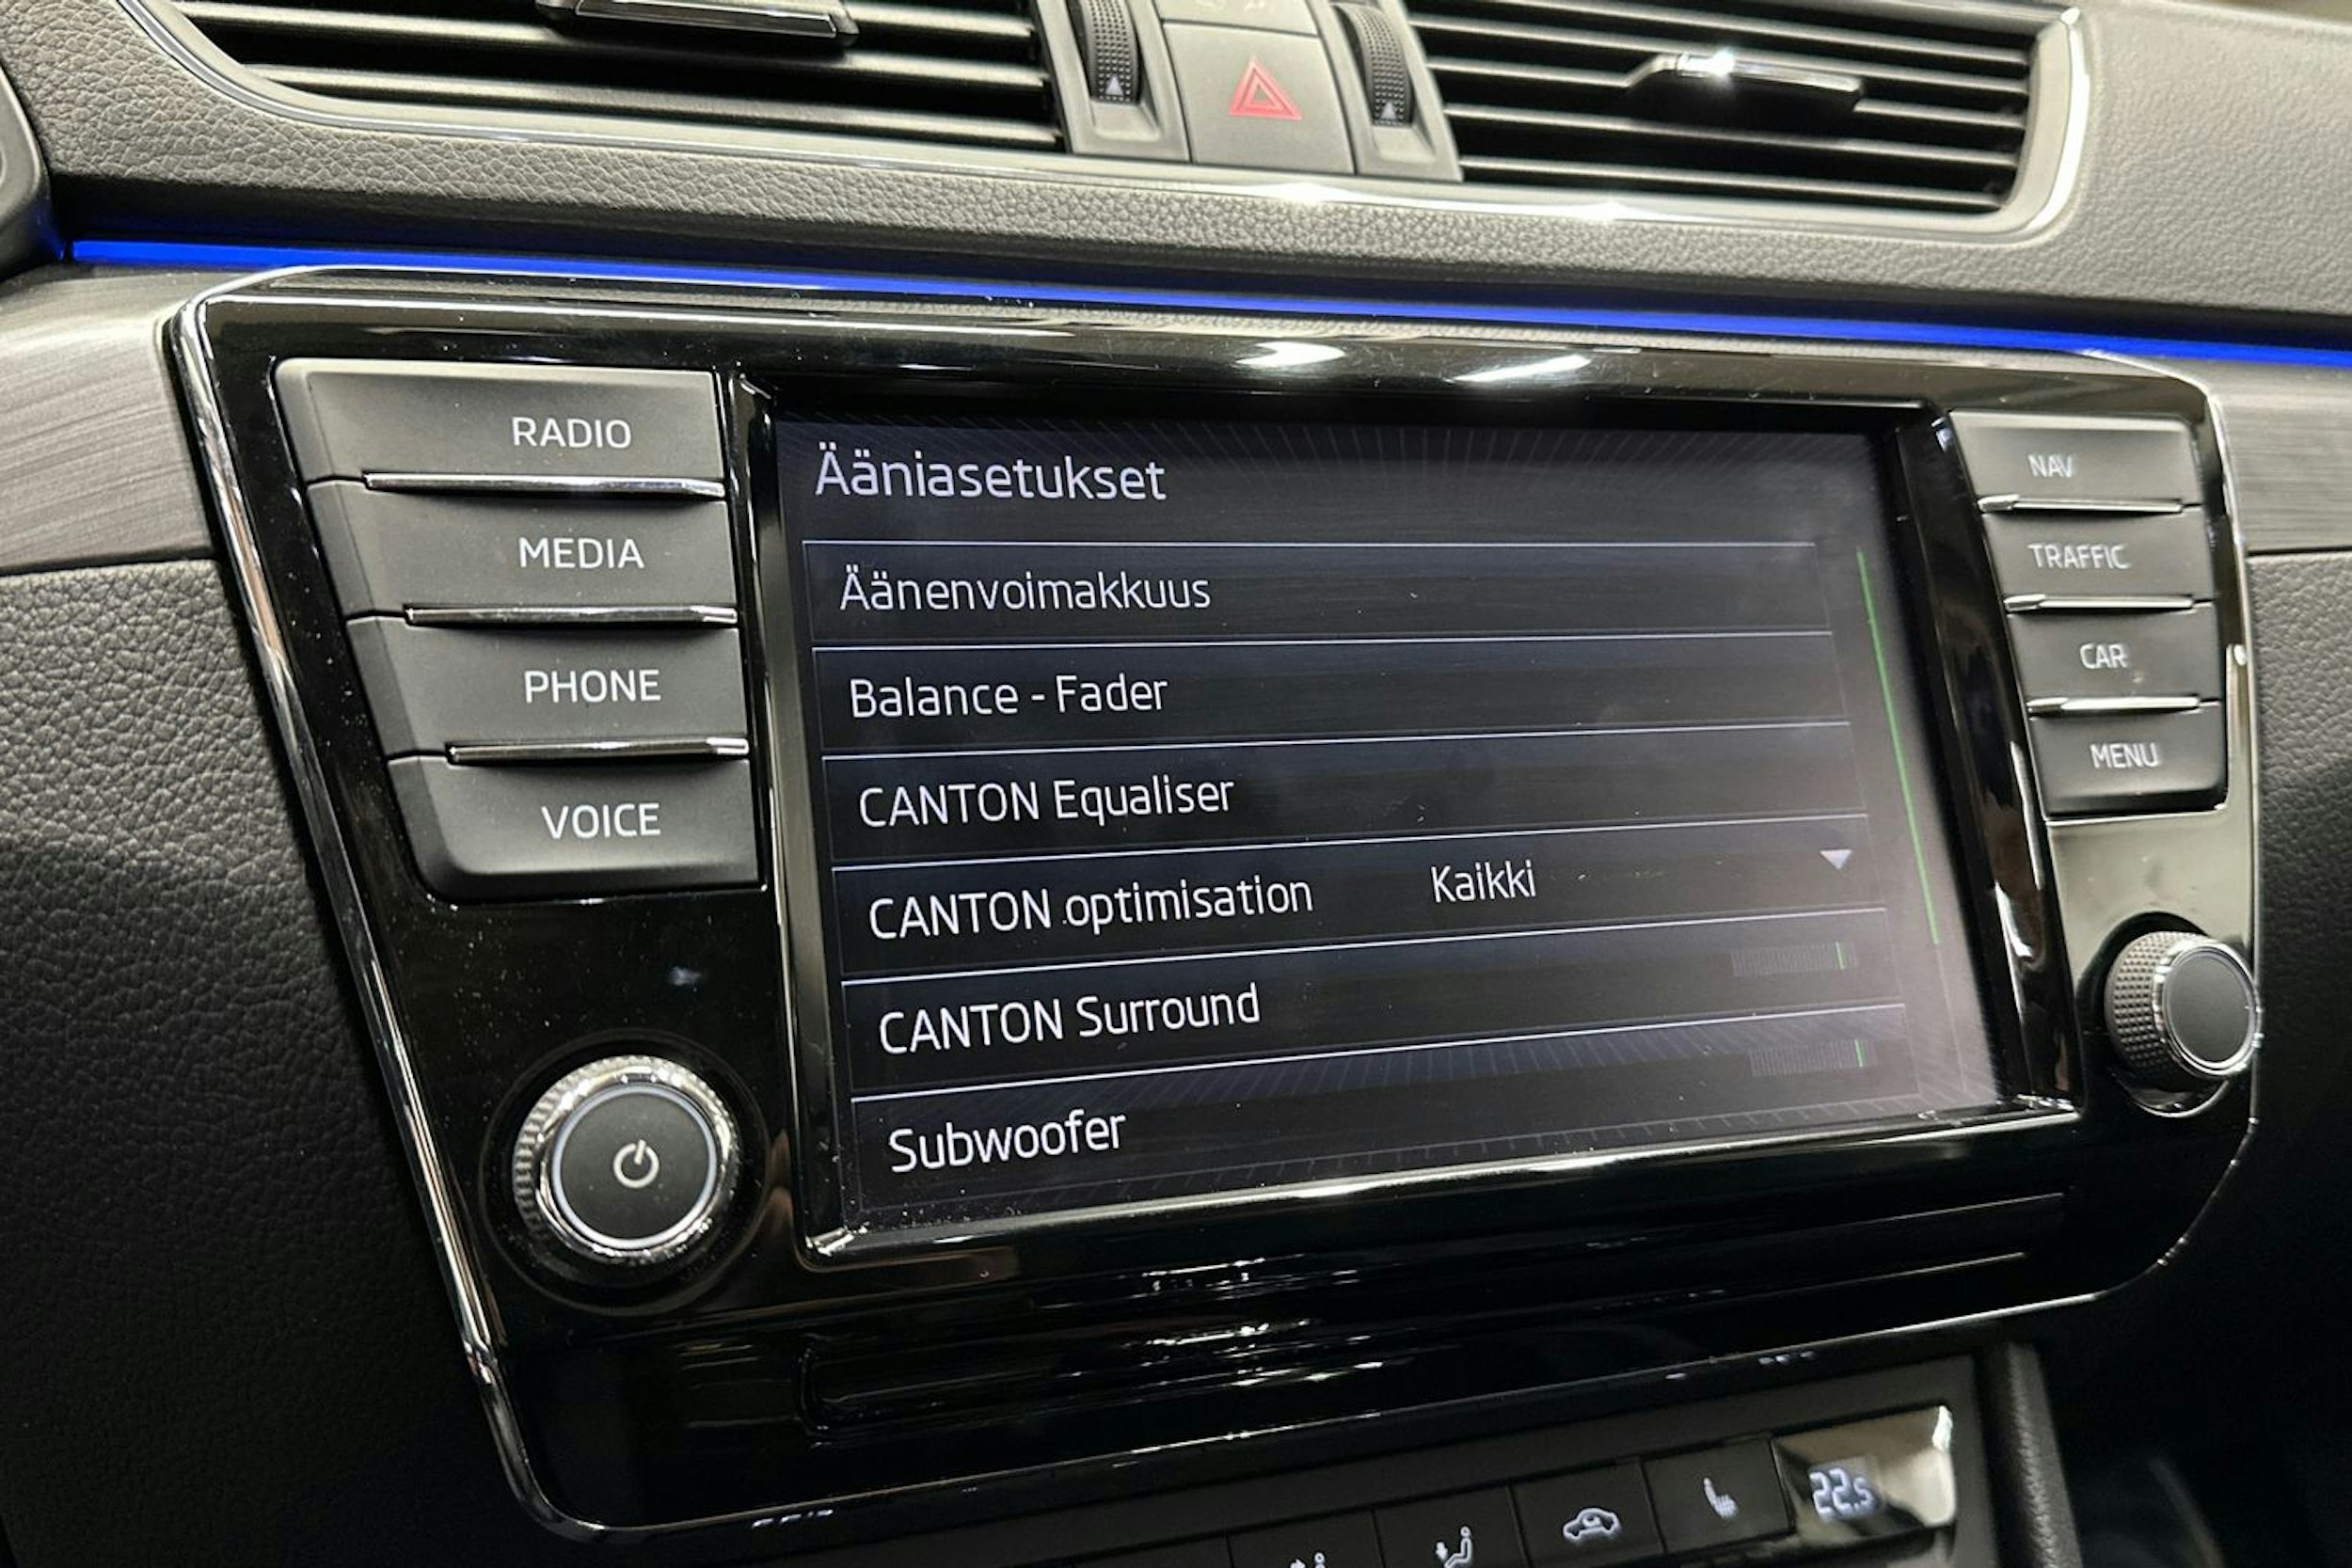 RADIO
MEDIA
PHONE
VOICE
Ääniasetukset
Äänenvoimakkuus
Balance - Fader
CANTON Equaliser
CANTON optimisation Kaikki
CANTON Surround
Subwoofer
NAV
TRAFFIC
CAR
MENU
22.5